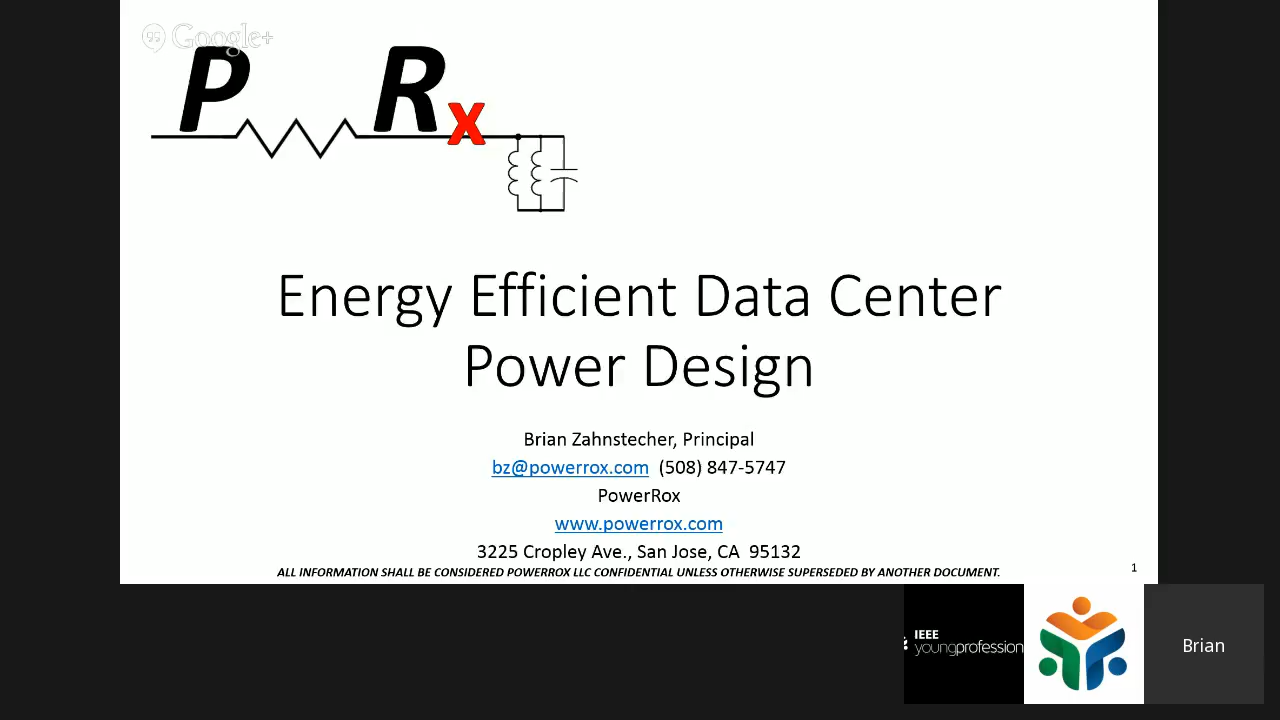 Google+
P Rx
Energy Efficient Data Center
Power Design
Brian Zahnstecher, Principal
bz@powerrox.com (508) 847-5747
PowerRox
www.powerrox.com
3225 Cropley Ave., San Jose, CA 95132
ALL INFORMATION SHALL BE CONSIDERED POWERROX LLC CONFIDENTIAL UNLESS OTHERWISE SUPERSEDED BY ANOTHER DOCUMENT.
1
IEEE
youngprofession
Brian